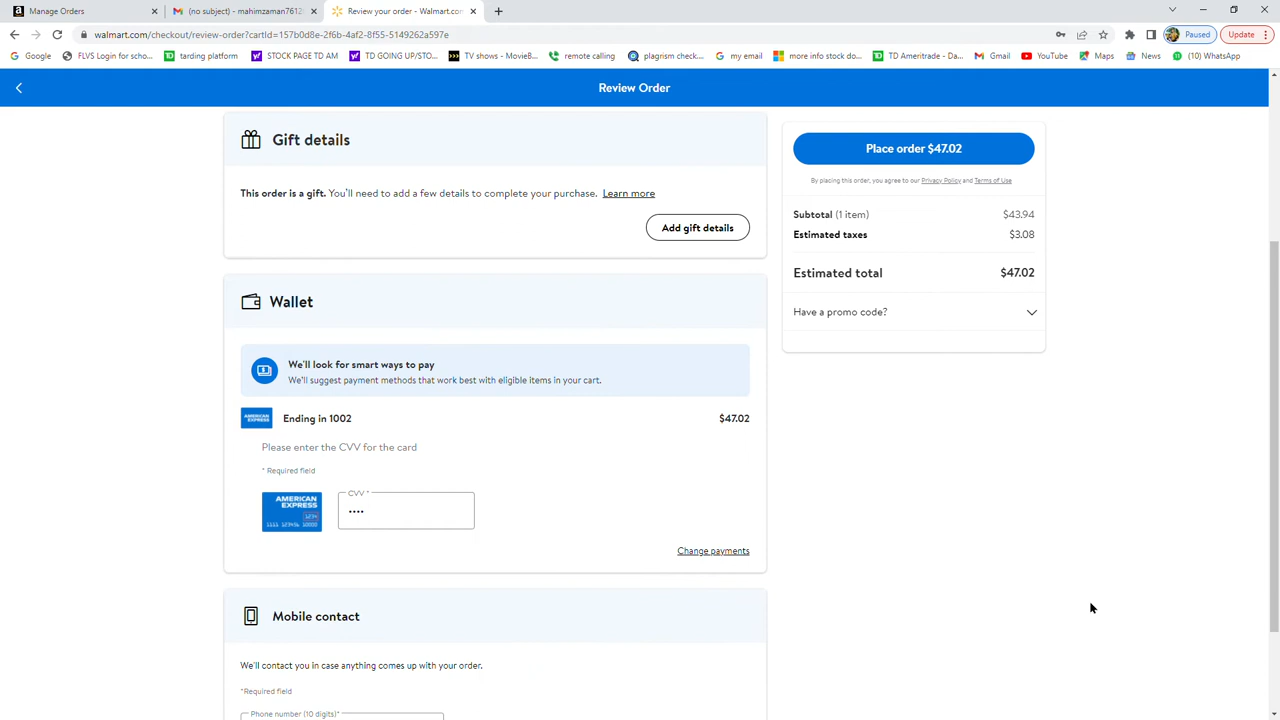 Manage Orders
(no subject) - mahimzaman7612
Review your order - Walmart.com
walmart.com/checkout/review-order?cartId=157b0d8e-2f6b-4af2-8f55-5149262a597e
Paused
Update
Google
FLVS Login for scho...
tarding platform
STOCK PAGE TD AM
TD GOING UP/STO...
TV shows - MovieB...
remote calling
plagrism check...
my email
more info stock do...
TD Ameritrade - Da...
Gmail
YouTube
Maps
News
(10) WhatsApp
Review Order
Gift details
This order is a gift. You'll need to add a few details to complete your purchase. Learn more
Add gift details
Wallet
We'll look for smart ways to pay
We'll suggest payment methods that work best with eligible items in your cart.
AMERICAN EXPRESS
Ending in 1002 $47.02
Please enter the CVV for the card
* Required field
AMERICAN
EXPRESS
1234
1111 123456 10000
CVV *
••••
Change payments
Mobile contact
We'll contact you in case anything comes up with your order.
*Required field
Phone number (10 digits)*
Place order $47.02
By placing this order, you agree to our Privacy Policy and Terms of Use
Subtotal (1 item) $43.94
Estimated taxes $3.08
Estimated total $47.02
Have a promo code?